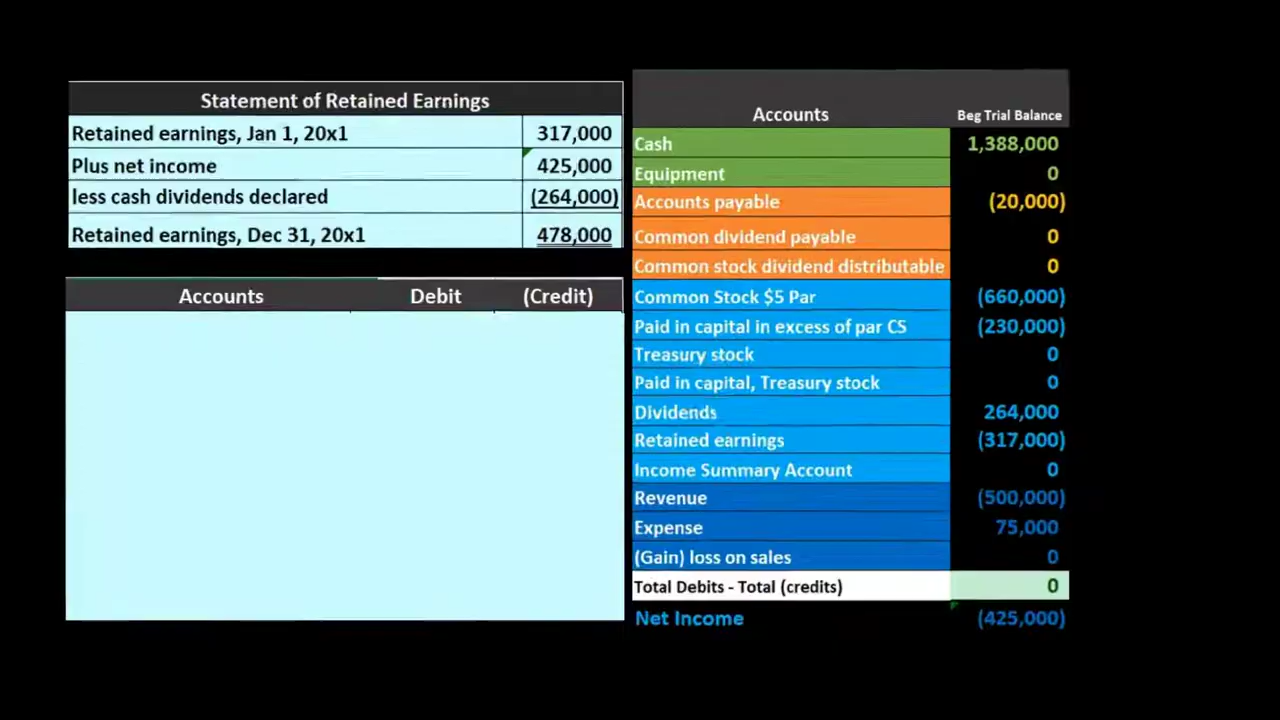 Statement of Retained Earnings
Retained earnings, Jan 1, 20x1 317,000
Plus net income 425,000
less cash dividends declared (264,000)
Retained earnings, Dec 31, 20x1 478,000
Accounts Debit (Credit)
Accounts Beg Trial Balance
Cash 1,388,000
Equipment 0
Accounts payable (20,000)
Common dividend payable 0
Common stock dividend distributable 0
Common Stock $5 Par (660,000)
Paid in capital in excess of par CS (230,000)
Treasury stock 0
Paid in capital, Treasury stock 0
Dividends 264,000
Retained earnings (317,000)
Income Summary Account 0
Revenue (500,000)
Expense 75,000
(Gain) loss on sales 0
Total Debits - Total (credits) 0
Net Income (425,000)